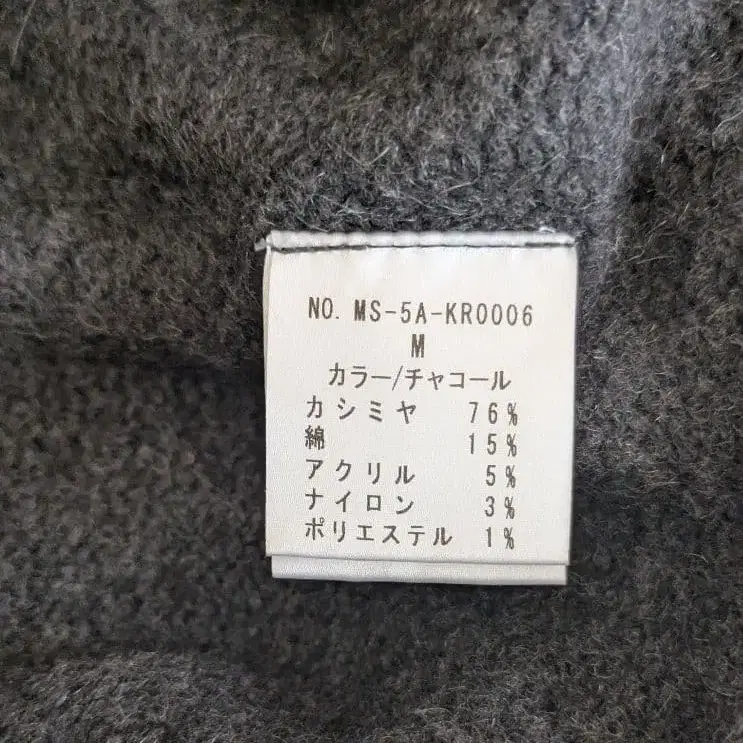 NO. MS-5A-KR0006
M
カラー/チャコール
カシミヤ 76%
綿 15%
アクリル 5%
ナイロン 3%
ポリエステル 1%